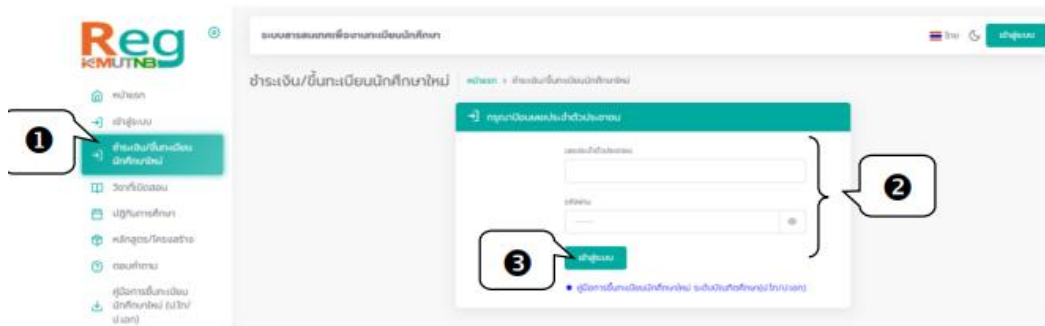 Reg
KMUTNB
ระบบสารสนเทศเพื่องานทะเบียนนักศึกษา
ไทย
เข้าสู่ระบบ
ชำระเงิน/ขึ้นทะเบียนนักศึกษาใหม่
หน้าแรก > ชำระเงิน/ขึ้นทะเบียนนักศึกษาใหม่
หน้าแรก
เข้าสู่ระบบ
ชำระเงิน/ขึ้นทะเบียน
นักศึกษาใหม่
วิชาที่เปิดสอน
ปฏิทินการศึกษา
หลักสูตร/โครงสร้าง
ตอบคำถาม
คู่มือการขึ้นทะเบียน
นักศึกษาใหม่ (ป.โท/
ป.เอก)
❶
กรุณาป้อนเลขประจำตัวประชาชน
เลขประจำตัวประชาชน
รหัสผ่าน
❷
❸
เข้าสู่ระบบ
คู่มือการขึ้นทะเบียนนักศึกษาใหม่ ระดับบัณฑิตศึกษา(ป.โท/ป.เอก)